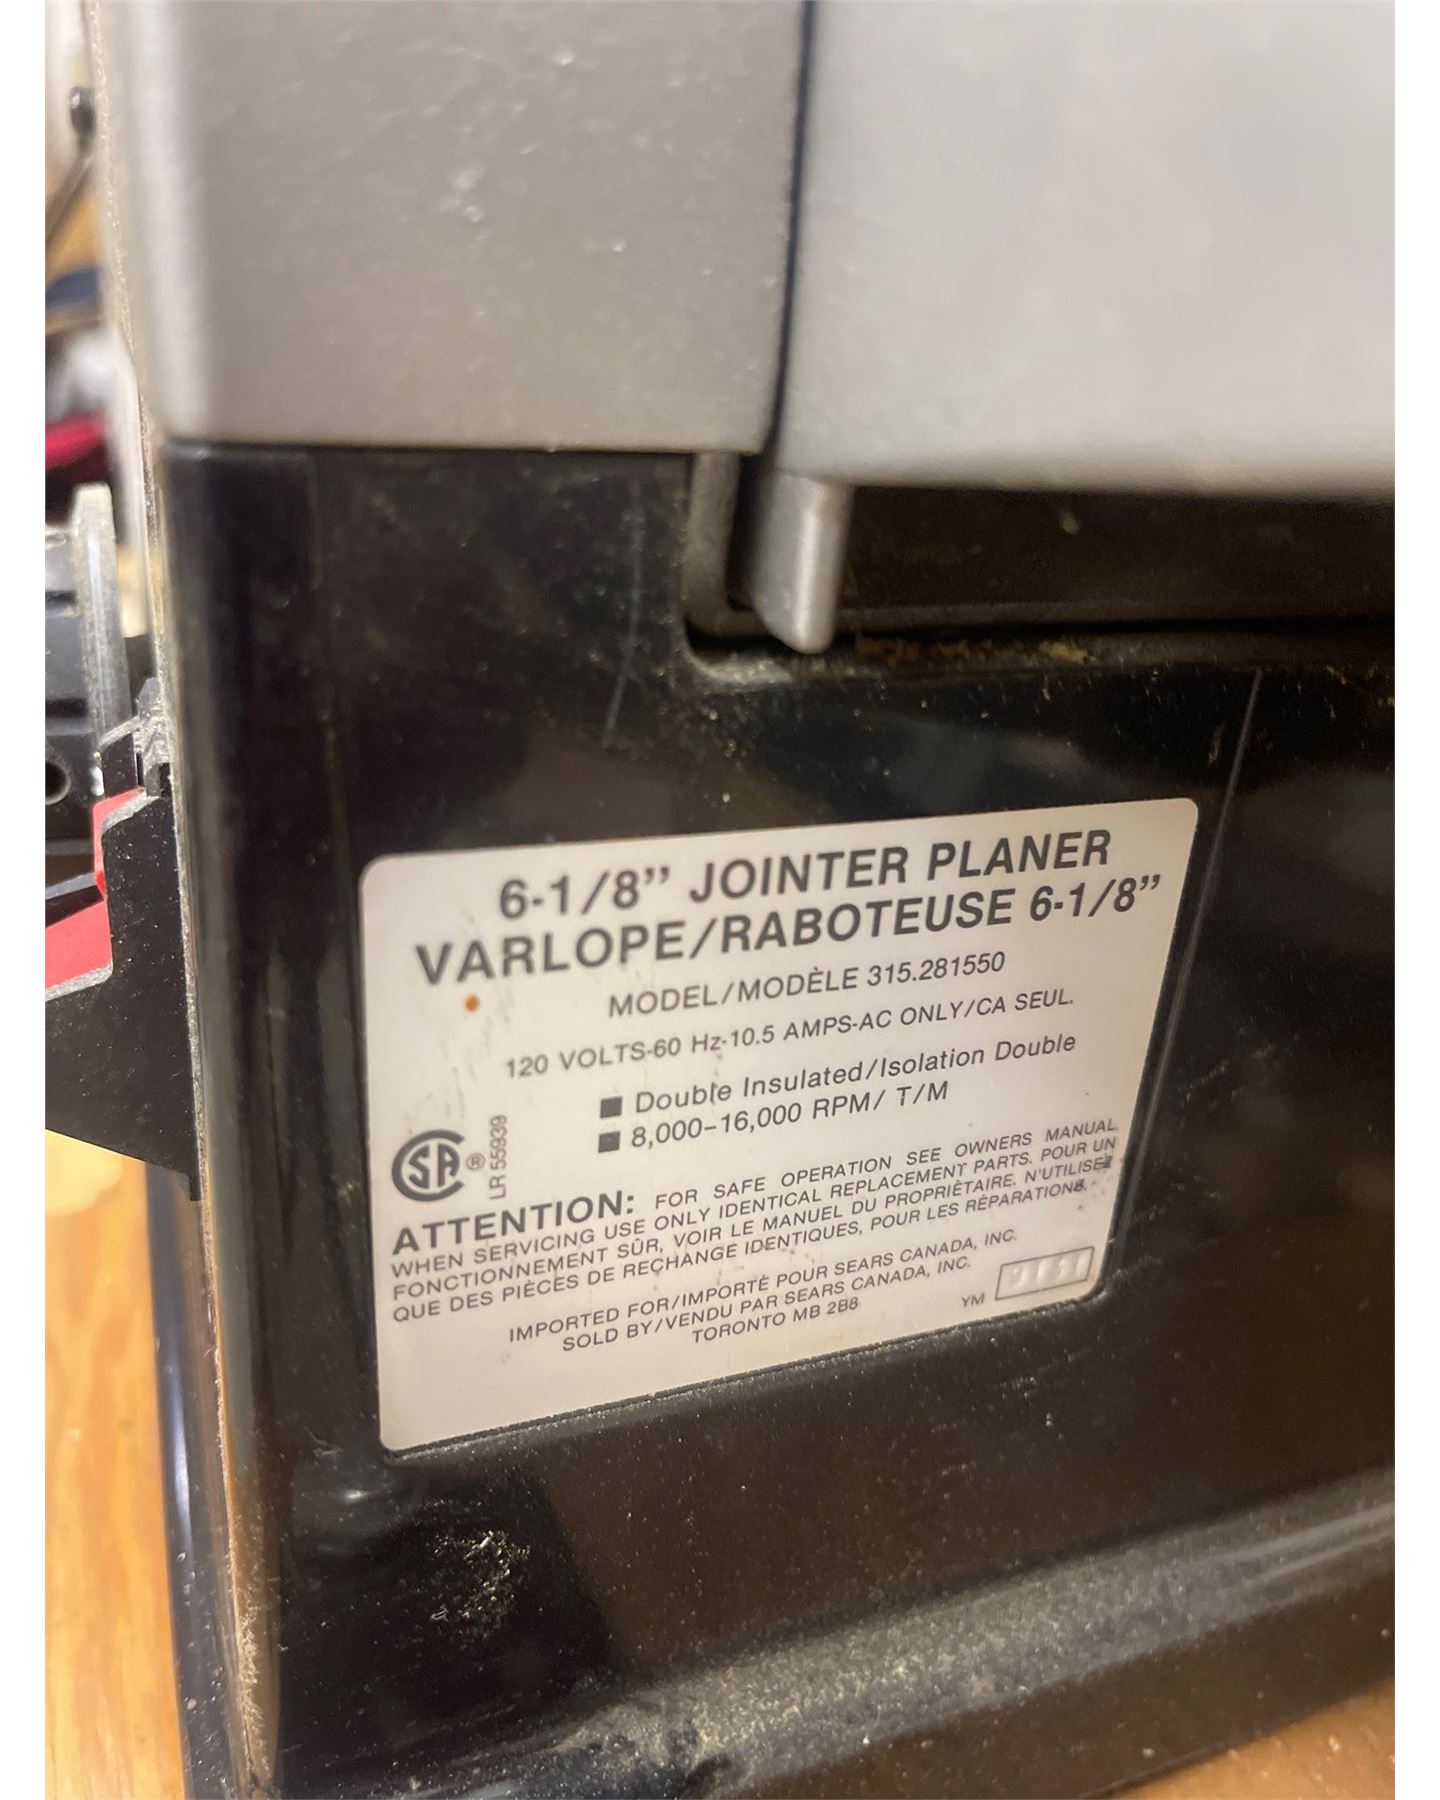 6-1/8” JOINTER PLANER
VARLOPE/RABOTEUSE 6-1/8”
MODEL/MODÈLE 315.281550
120 VOLTS-60 Hz-10.5 AMPS-AC ONLY/CA SEUL.
■ Double Insulated/Isolation Double
■ 8,000–16,000 RPM/ T/M
SA ® LR 55939
ATTENTION: FOR SAFE OPERATION SEE OWNERS MANUAL.
WHEN SERVICING USE ONLY IDENTICAL REPLACEMENT PARTS. POUR UN
FONCTIONNEMENT SÛR, VOIR LE MANUEL DU PROPRIÉTAIRE. N'UTILISEZ
QUE DES PIÈCES DE RECHANGE IDENTIQUES, POUR LES RÉPARATIONS.
IMPORTED FOR/IMPORTÉ POUR SEARS CANADA, INC.
SOLD BY/VENDU PAR SEARS CANADA, INC.
TORONTO MB 2B8
YM